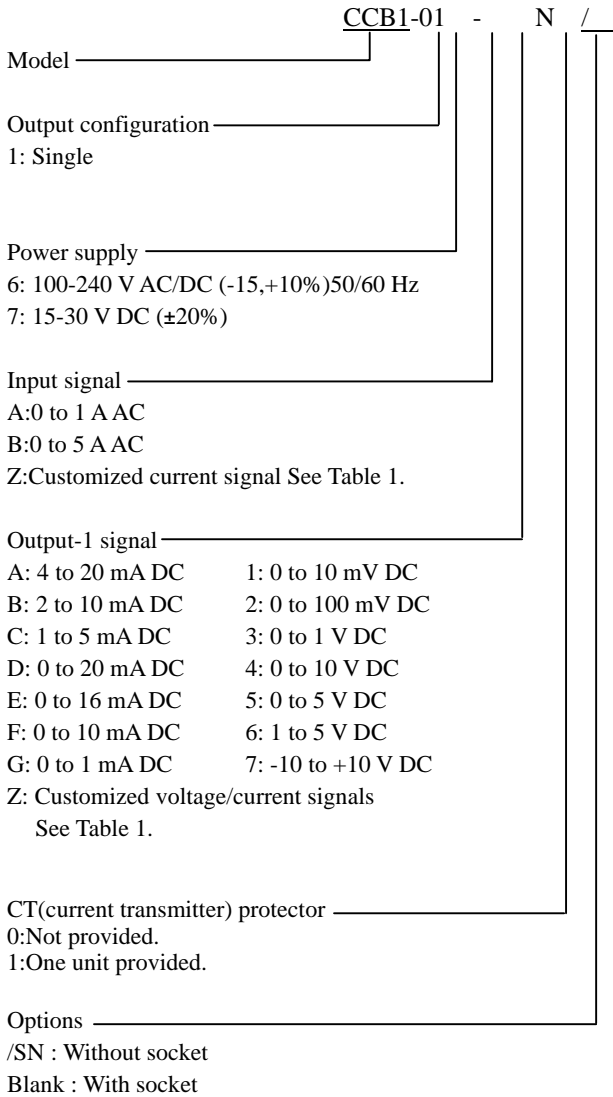 CCB1-01 - N /
Model
Output configuration
1: Single
Power supply
6: 100-240 V AC/DC (-15,+10%)50/60 Hz
7: 15-30 V DC (±20%)
Input signal
A:0 to 1 A AC
B:0 to 5 A AC
Z:Customized current signal See Table 1.
Output-1 signal
A: 4 to 20 mA DC 1: 0 to 10 mV DC
B: 2 to 10 mA DC 2: 0 to 100 mV DC
C: 1 to 5 mA DC 3: 0 to 1 V DC
D: 0 to 20 mA DC 4: 0 to 10 V DC
E: 0 to 16 mA DC 5: 0 to 5 V DC
F: 0 to 10 mA DC 6: 1 to 5 V DC
G: 0 to 1 mA DC 7: -10 to +10 V DC
Z: Customized voltage/current signals
See Table 1.
CT(current transmitter) protector
0:Not provided.
1:One unit provided.
Options
/SN : Without socket
Blank : With socket